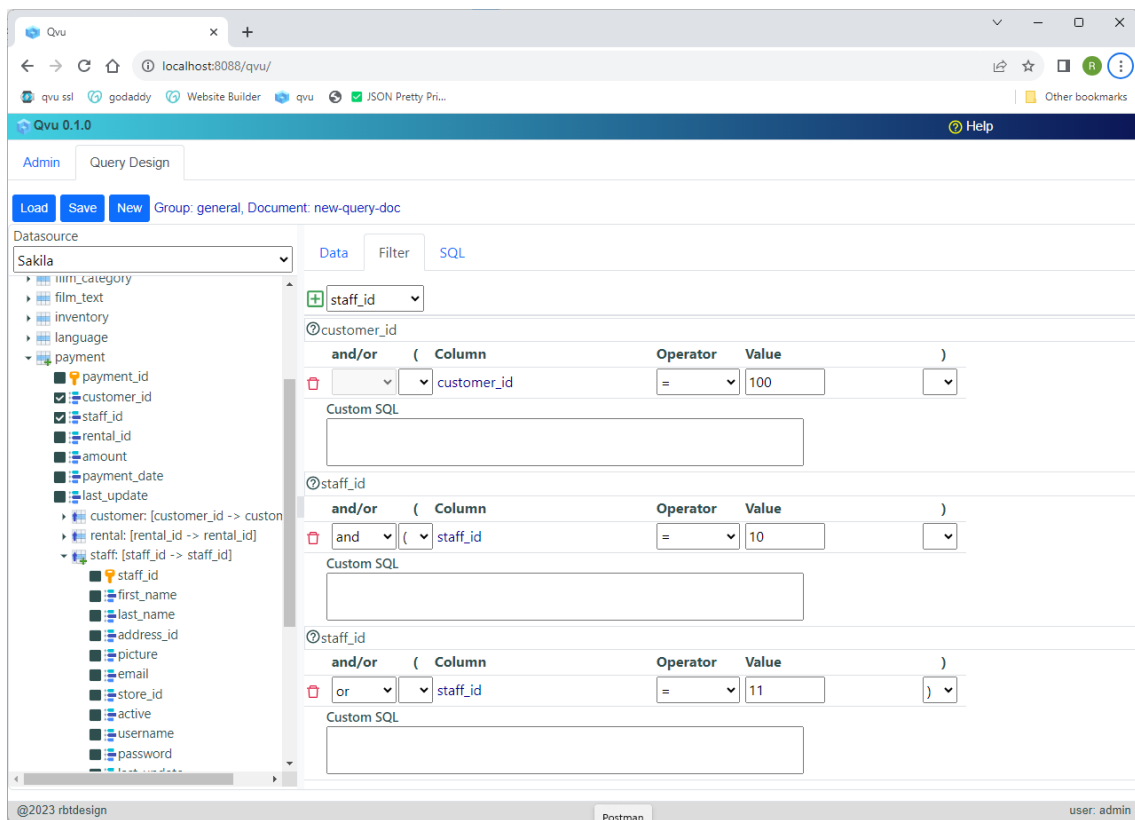 Qvu
localhost:8088/qvu/
R
qvu ssl godaddy Website Builder qvu JSON Pretty Pri... Other bookmarks
Qvu 0.1.0 Help
Admin Query Design
Load Save New Group: general, Document: new-query-doc
Datasource
Sakila
Data Filter SQL
film_category
film_text
inventory
language
payment
payment_id
customer_id
staff_id
rental_id
amount
payment_date
last_update
customer: [customer_id -> custon
rental: [rental_id -> rental_id]
staff: [staff_id -> staff_id]
staff_id
first_name
last_name
address_id
picture
email
store_id
active
username
password
last_update
staff_id
customer_id
and/or ( Column Operator Value )
customer_id = 100
Custom SQL
staff_id
and/or ( Column Operator Value )
and ( staff_id = 10
Custom SQL
staff_id
and/or ( Column Operator Value )
or staff_id = 11 )
Custom SQL
@2023 rbtdesign Postman user: admin